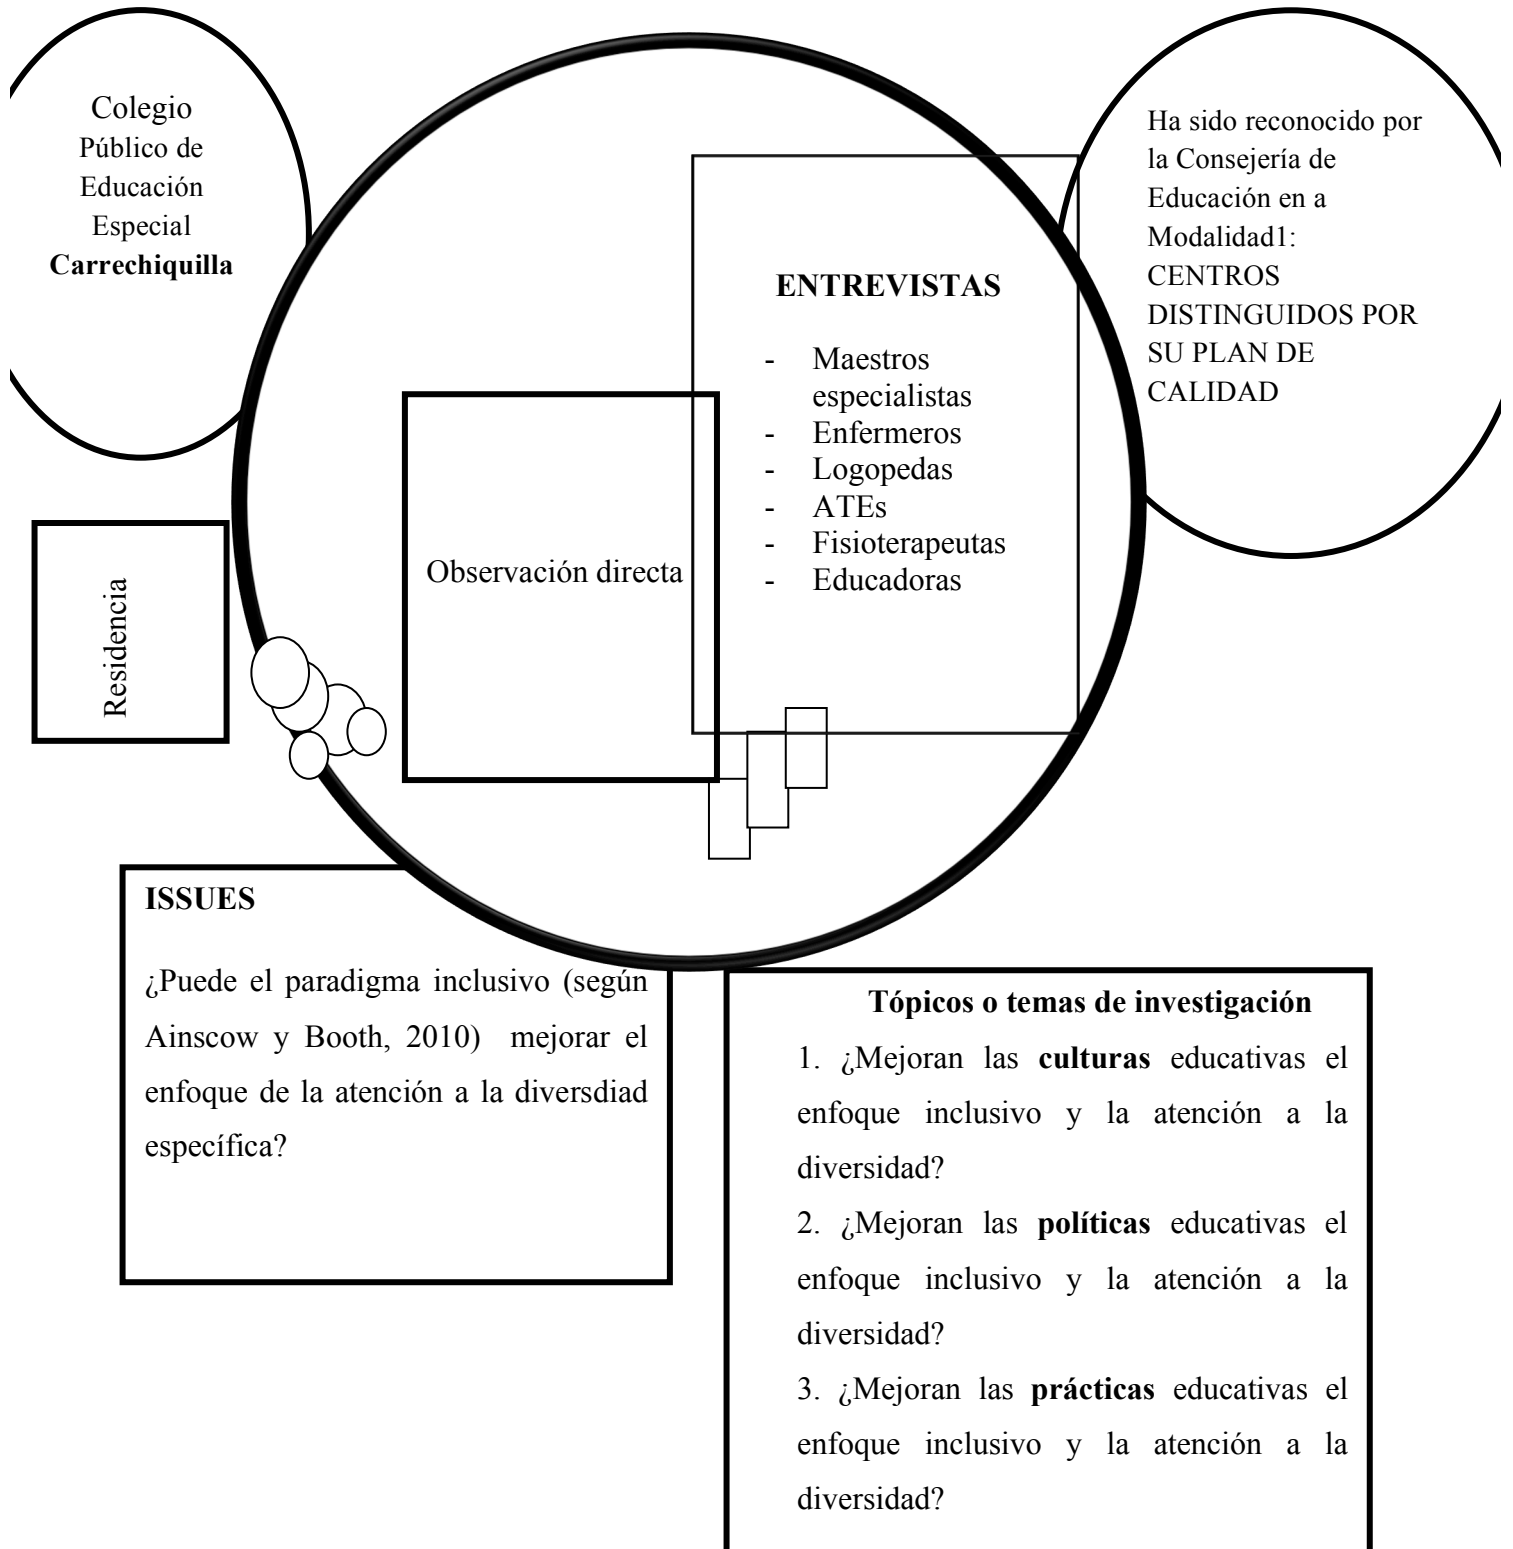 Colegio
Público de
Educación
Especial
Carrechiquilla
Ha sido reconocido por
la Consejería de
Educación en a
Modalidad1:
CENTROS
DISTINGUIDOS POR
SU PLAN DE
CALIDAD
ENTREVISTAS
- Maestros
especialistas
- Enfermeros
- Logopedas
- ATEs
- Fisioterapeutas
- Educadoras
Observación directa
Residencia
ISSUES
¿Puede el paradigma inclusivo (según
Ainscow y Booth, 2010) mejorar el
enfoque de la atención a la diversdiad
específica?
Tópicos o temas de investigación
1. ¿Mejoran las culturas educativas el
enfoque inclusivo y la atención a la
diversidad?
2. ¿Mejoran las políticas educativas el
enfoque inclusivo y la atención a la
diversidad?
3. ¿Mejoran las prácticas educativas el
enfoque inclusivo y la atención a la
diversidad?